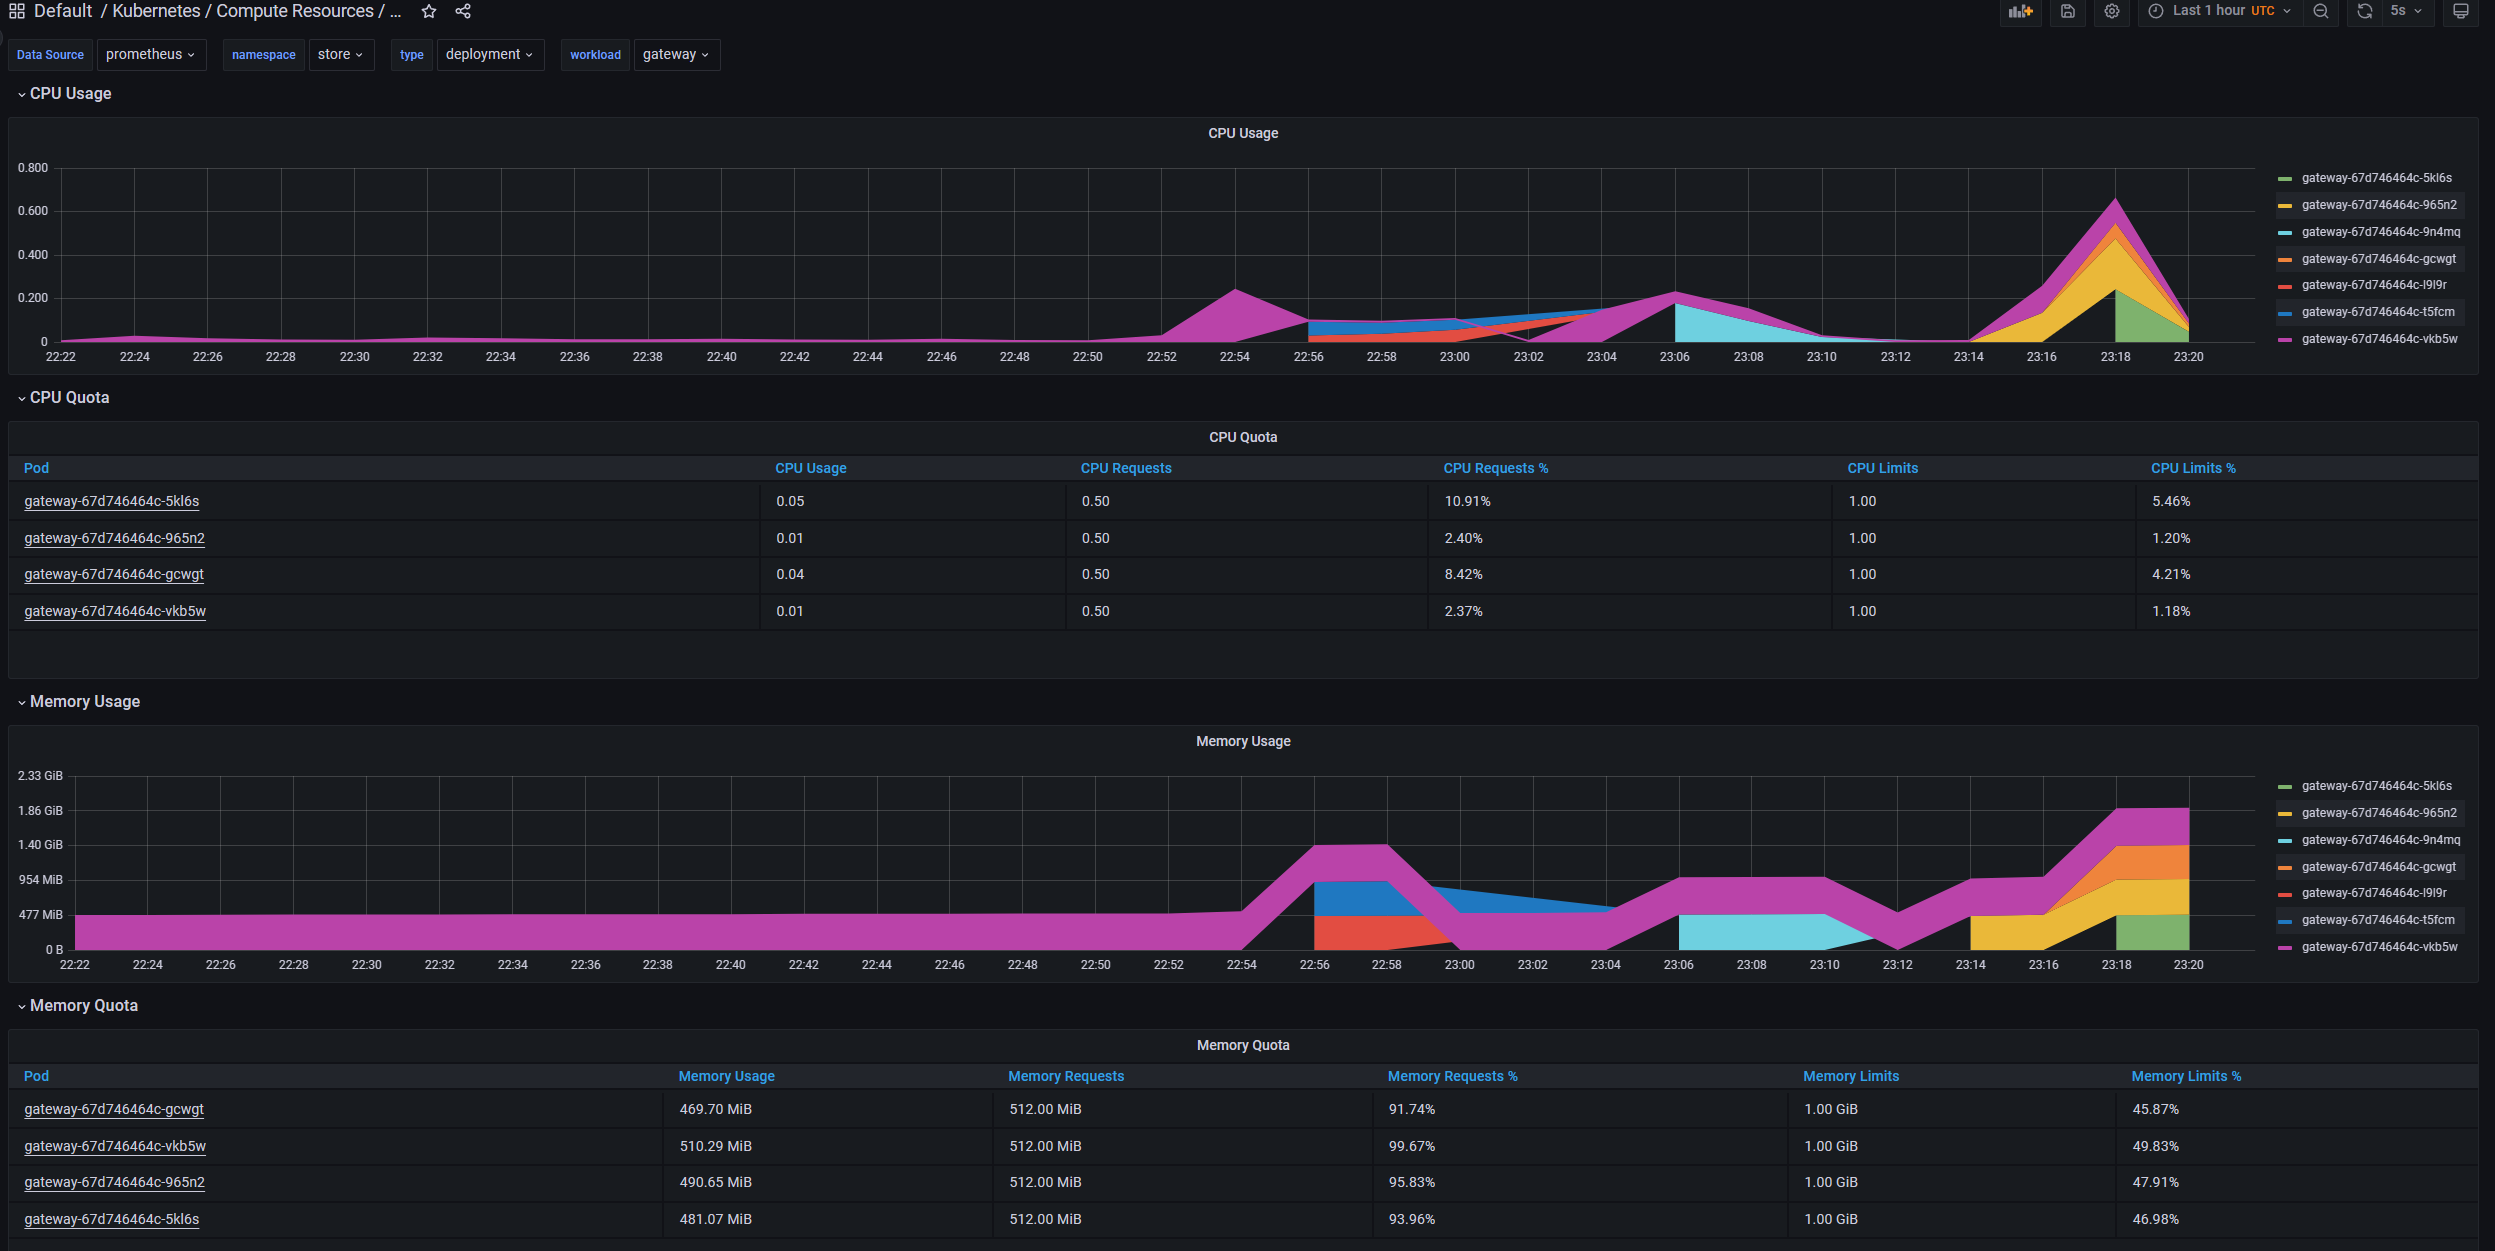 Default / Kubernetes / Compute Resources / ...
Last 1 hour UTC
5s
Data Source prometheus namespace store type deployment workload gateway
CPU Usage
CPU Usage
0.800
0.600
0.400
0.200
0
22:22 22:24 22:26 22:28 22:30 22:32 22:34 22:36 22:38 22:40 22:42 22:44 22:46 22:48 22:50 22:52 22:54 22:56 22:58 23:00 23:02 23:04 23:06 23:08 23:10 23:12 23:14 23:16 23:18 23:20
gateway-67d746464c-5kl6s
gateway-67d746464c-965n2
gateway-67d746464c-9n4mq
gateway-67d746464c-gcwgt
gateway-67d746464c-l9l9r
gateway-67d746464c-t5fcm
gateway-67d746464c-vkb5w
CPU Quota
CPU Quota
Pod CPU Usage CPU Requests CPU Requests % CPU Limits CPU Limits %
gateway-67d746464c-5kl6s 0.05 0.50 10.91% 1.00 5.46%
gateway-67d746464c-965n2 0.01 0.50 2.40% 1.00 1.20%
gateway-67d746464c-gcwgt 0.04 0.50 8.42% 1.00 4.21%
gateway-67d746464c-vkb5w 0.01 0.50 2.37% 1.00 1.18%
Memory Usage
Memory Usage
2.33 GiB
1.86 GiB
1.40 GiB
954 MiB
477 MiB
0 B
22:22 22:24 22:26 22:28 22:30 22:32 22:34 22:36 22:38 22:40 22:42 22:44 22:46 22:48 22:50 22:52 22:54 22:56 22:58 23:00 23:02 23:04 23:06 23:08 23:10 23:12 23:14 23:16 23:18 23:20
gateway-67d746464c-5kl6s
gateway-67d746464c-965n2
gateway-67d746464c-9n4mq
gateway-67d746464c-gcwgt
gateway-67d746464c-l9l9r
gateway-67d746464c-t5fcm
gateway-67d746464c-vkb5w
Memory Quota
Memory Quota
Pod Memory Usage Memory Requests Memory Requests % Memory Limits Memory Limits %
gateway-67d746464c-gcwgt 469.70 MiB 512.00 MiB 91.74% 1.00 GiB 45.87%
gateway-67d746464c-vkb5w 510.29 MiB 512.00 MiB 99.67% 1.00 GiB 49.83%
gateway-67d746464c-965n2 490.65 MiB 512.00 MiB 95.83% 1.00 GiB 47.91%
gateway-67d746464c-5kl6s 481.07 MiB 512.00 MiB 93.96% 1.00 GiB 46.98%